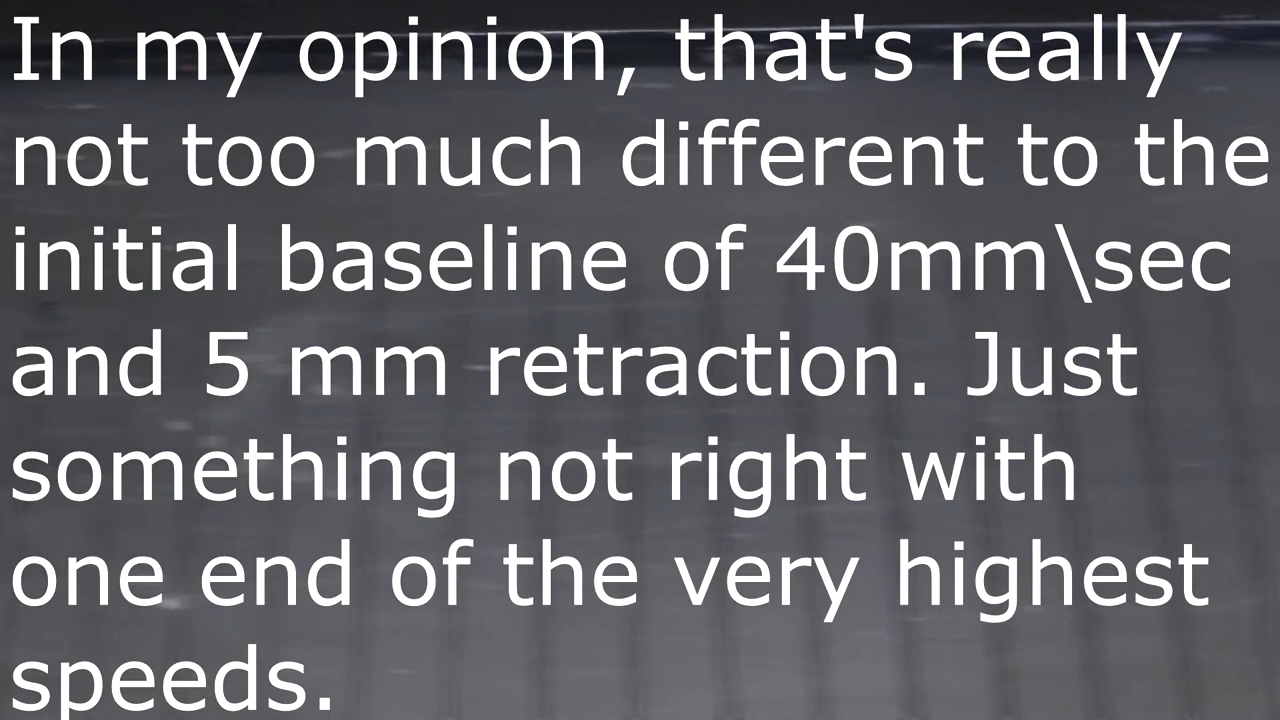 In my opinion, that's really
not too much different to the
initial baseline of 40mm\sec
and 5 mm retraction. Just
something not right with
one end of the very highest
speeds.